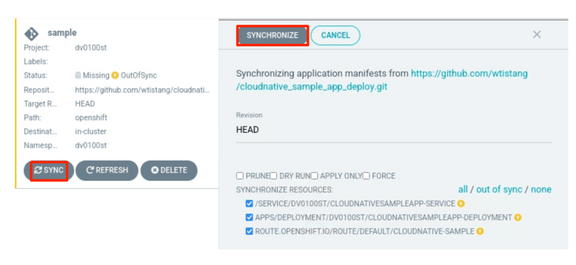 sample
Project: dv0100st
Labels:
Status: Missing OutOfSync
Reposit... https://github.com/wtistang/cloudnati...
Target R... HEAD
Path: openshift
Destinat... in-cluster
Namesp... dv0100st
SYNC REFRESH DELETE
SYNCHRONIZE CANCEL
Synchronizing application manifests from https://github.com/wtistang
/cloudnative_sample_app_deploy.git
Revision
HEAD
PRUNE DRY RUN APPLY ONLY FORCE
SYNCHRONIZE RESOURCES: all / out of sync / none
/SERVICE/DV0100ST/CLOUDNATIVESAMPLEAPP-SERVICE
APPS/DEPLOYMENT/DV0100ST/CLOUDNATIVESAMPLEAPP-DEPLOYMENT
ROUTE.OPENSHIFT.IO/ROUTE/DEFAULT/CLOUDNATIVE-SAMPLE